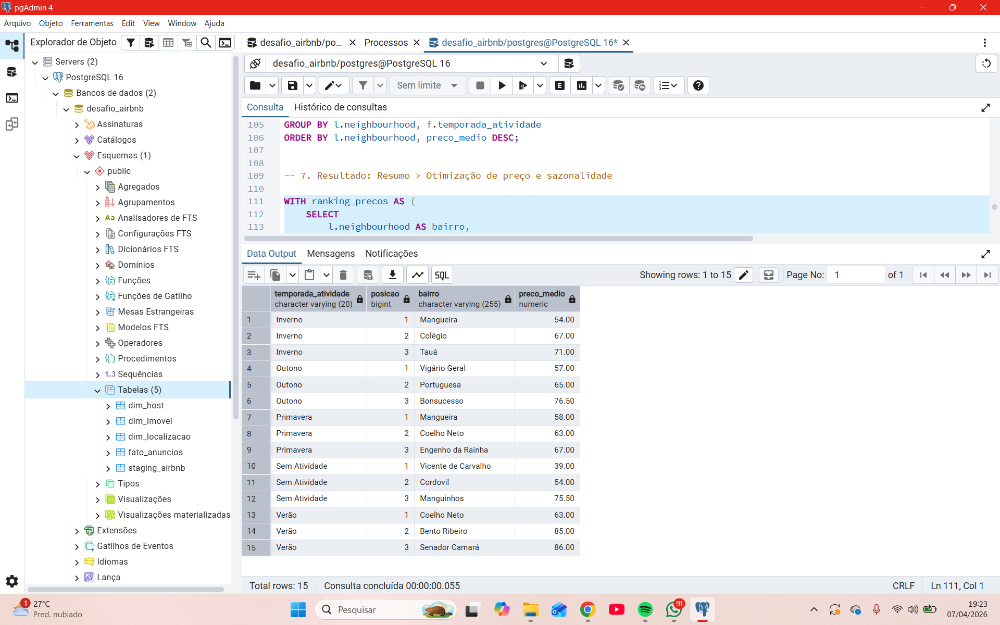 pgAdmin 4
Arquivo Objeto Ferramentas Edit View Window Ajuda
Explorador de Objeto
desafio_airbnb/po... Processos desafio_airbnb/postgres@PostgreSQL 16*
Servers (2)
PostgreSQL 16
Bancos de dados (2)
desafio_airbnb
Assinaturas
Catálogos
Esquemas (1)
public
Agregados
Agrupamentos
Aa Analisadores de FTS
Configurações FTS
Dicionários FTS
Domínios
Funções
Funções de Gatilho
Mesas Estrangeiras
Modelos FTS
Operadores
Procedimentos
1..3 Sequências
Tabelas (5)
dim_host
dim_imovel
dim_localizacao
fato_anuncios
staging_airbnb
Tipos
Visualizações
Visualizações materializadas
Extensões
Gatilhos de Eventos
Idiomas
Lança
desafio_airbnb/postgres@PostgreSQL 16
Sem limite E
Consulta Histórico de consultas
105 GROUP BY l.neighbourhood, f.temporada_atividade
106 ORDER BY l.neighbourhood, preco_medio DESC;
107
108
109 -- 7. Resultado: Resumo > Otimização de preço e sazonalidade
110
111 WITH ranking_precos AS (
112 SELECT
113 l.neighbourhood AS bairro,
Data Output Mensagens Notificações
SQL Showing rows: 1 to 15 Page No: 1 of 1
temporada_atividade posicao bairro preco_medio
character varying (20) bigint character varying (255) numeric
1 Inverno 1 Mangueira 54.00
2 Inverno 2 Colégio 67.00
3 Inverno 3 Tauá 71.00
4 Outono 1 Vigário Geral 57.00
5 Outono 2 Portuguesa 65.00
6 Outono 3 Bonsucesso 76.50
7 Primavera 1 Mangueira 58.00
8 Primavera 2 Coelho Neto 63.00
9 Primavera 3 Engenho da Rainha 67.00
10 Sem Atividade 1 Vicente de Carvalho 39.00
11 Sem Atividade 2 Cordovil 54.00
12 Sem Atividade 3 Manguinhos 75.50
13 Verão 1 Coelho Neto 63.00
14 Verão 2 Bento Ribeiro 85.00
15 Verão 3 Senador Camará 86.00
Total rows: 15 Consulta concluída 00:00:00.055 CRLF Ln 111, Col 1
1 27°C
Pred. nublado
Pesquisar
91
19:23
07/04/2026